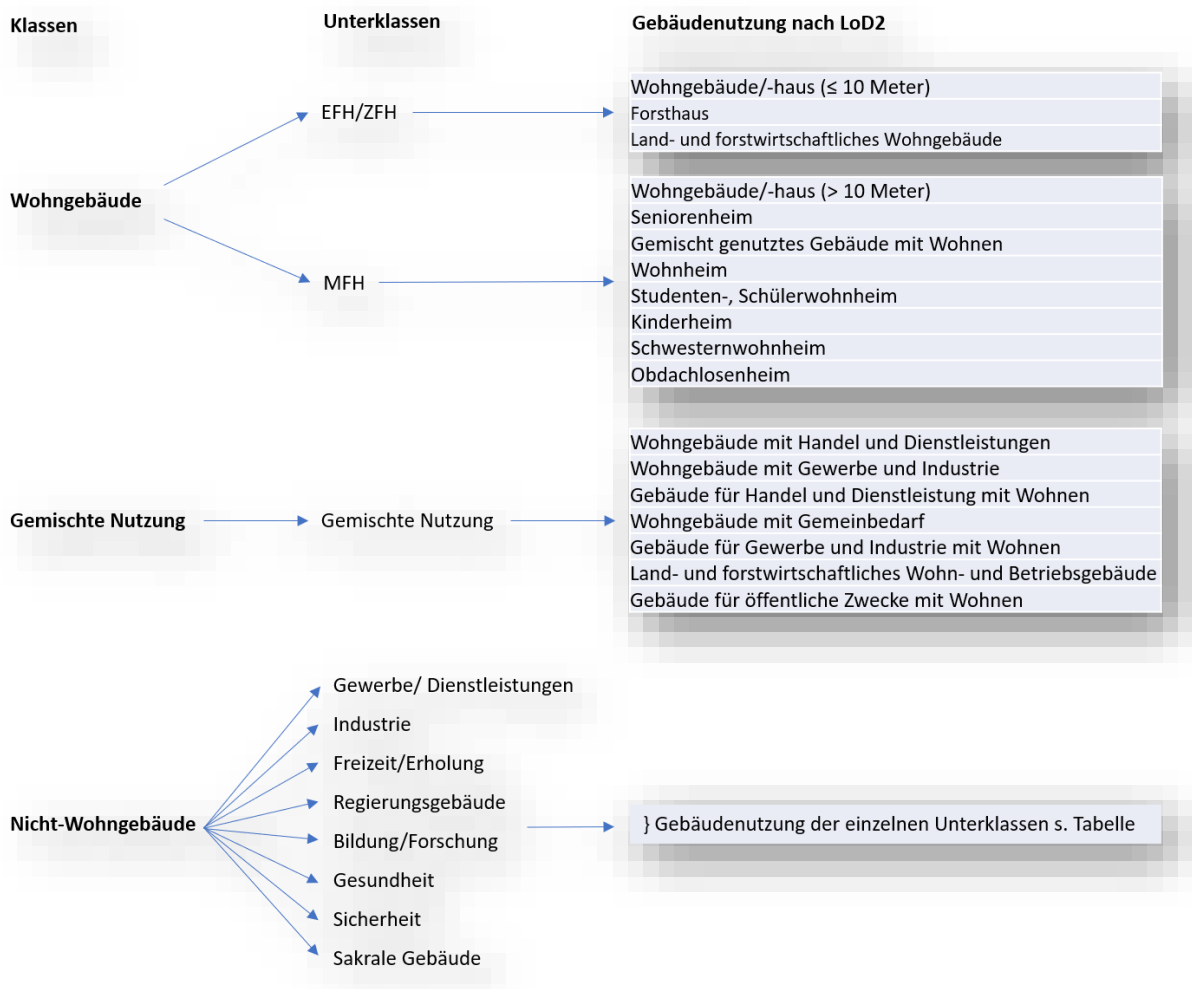 Klassen
Unterklassen
Gebäudenutzung nach LoD2
Wohngebäude
EFH/ZFH
Wohngebäude/-haus (≤ 10 Meter)
Forsthaus
Land- und forstwirtschaftliches Wohngebäude
MFH
Wohngebäude/-haus (> 10 Meter)
Seniorenheim
Gemischt genutztes Gebäude mit Wohnen
Wohnheim
Studenten-, Schülerwohnheim
Kinderheim
Schwesternwohnheim
Obdachlosenheim
Gemischte Nutzung
Gemischte Nutzung
Wohngebäude mit Handel und Dienstleistungen
Wohngebäude mit Gewerbe und Industrie
Gebäude für Handel und Dienstleistung mit Wohnen
Wohngebäude mit Gemeinbedarf
Gebäude für Gewerbe und Industrie mit Wohnen
Land- und forstwirtschaftliches Wohn- und Betriebsgebäude
Gebäude für öffentliche Zwecke mit Wohnen
Nicht-Wohngebäude
Gewerbe/ Dienstleistungen
Industrie
Freizeit/Erholung
Regierungsgebäude
Bildung/Forschung
Gesundheit
Sicherheit
Sakrale Gebäude
} Gebäudenutzung der einzelnen Unterklassen s. Tabelle